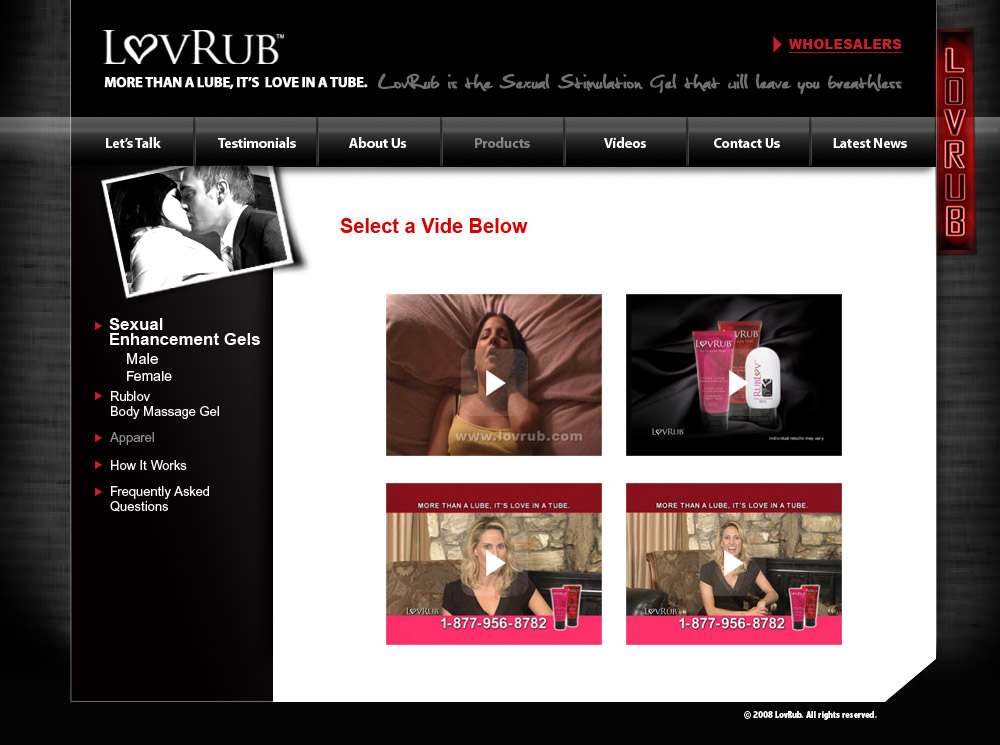 LOVRUB™
MORE THAN A LUBE, IT'S LOVE IN A TUBE.
LovRub is the Sexual Stimulation Gel that will leave you breathless
WHOLESALERS
LOVRUB
Let's Talk
Testimonials
About Us
Products
Videos
Contact Us
Latest News
Select a Vide Below
Sexual
Enhancement Gels
Male
Female
Rublov
Body Massage Gel
Apparel
How It Works
Frequently Asked
Questions
www.lovrub.com
LOVRUB
LOVRUB
RUBLOV
LOVRUB
Individual results may vary
MORE THAN A LUBE, IT'S LOVE IN A TUBE.
LOVRUB
1-877-956-8782
MORE THAN A LUBE, IT'S LOVE IN A TUBE.
LOVRUB
1-877-956-8782
© 2008 LovRub. All rights reserved.